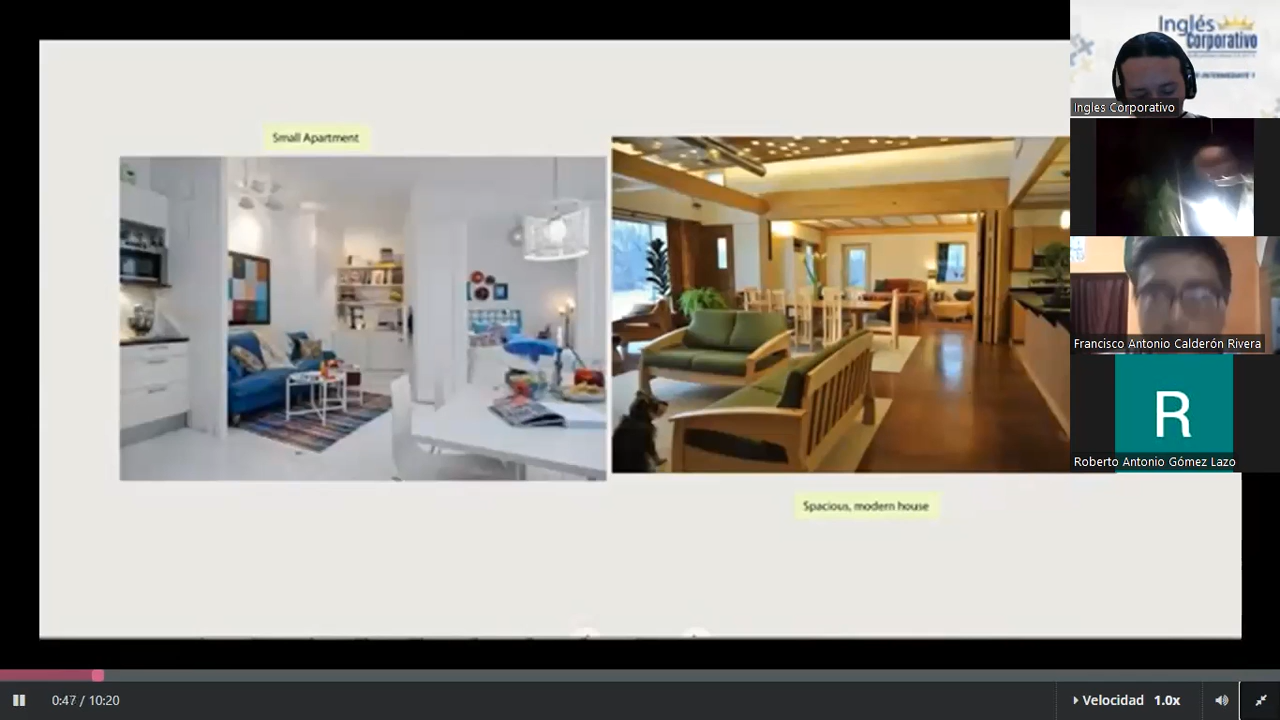 Small Apartment
Spacious, modern house
Inglés
Corporativo
Ingles Corporativo
Francisco Antonio Calderón Rivera
R
Roberto Antonio Gómez Lazo
0:47 / 10:20
Velocidad 1.0x